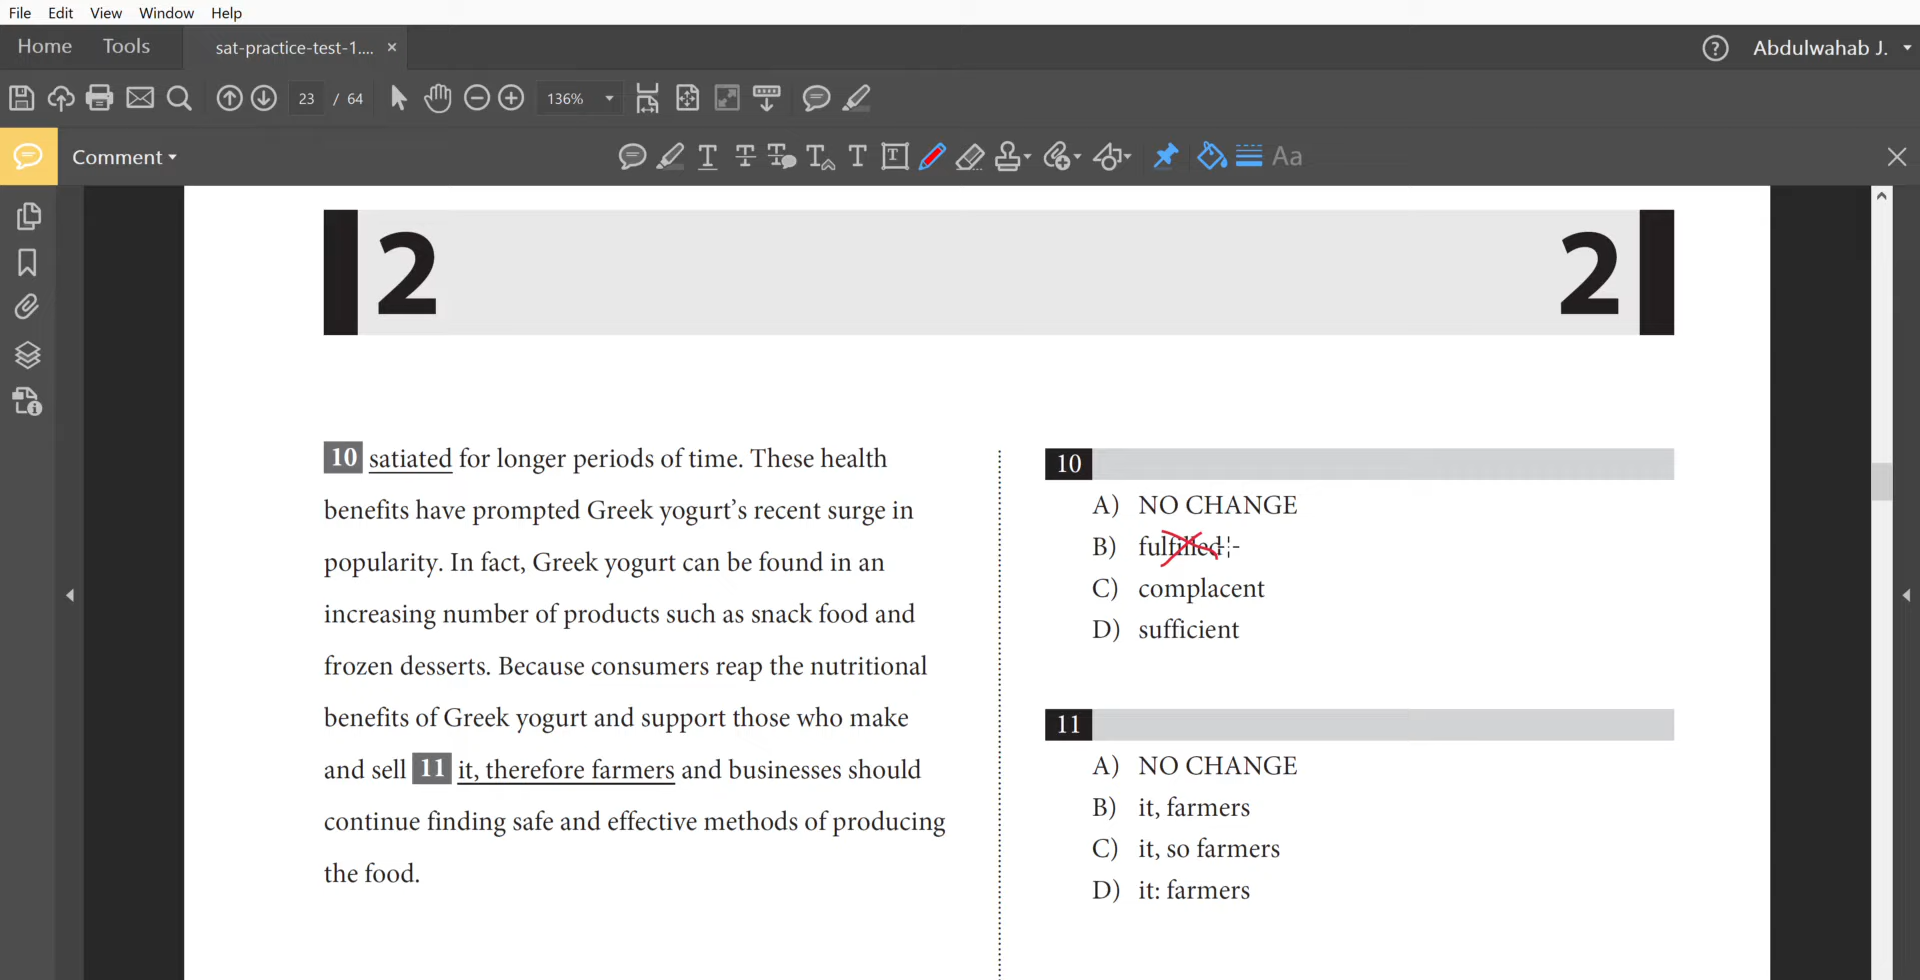 File Edit View Window Help
Home Tools sat-practice-test-1.... × Abdulwahab J.
23 / 64 136%
Comment Aa
2 2
10 satiated for longer periods of time. These health
benefits have prompted Greek yogurt’s recent surge in
popularity. In fact, Greek yogurt can be found in an
increasing number of products such as snack food and
frozen desserts. Because consumers reap the nutritional
benefits of Greek yogurt and support those who make
and sell 11 it, therefore farmers and businesses should
continue finding safe and effective methods of producing
the food.
10
A) NO CHANGE
B) fulfilled
C) complacent
D) sufficient
11
A) NO CHANGE
B) it, farmers
C) it, so farmers
D) it: farmers